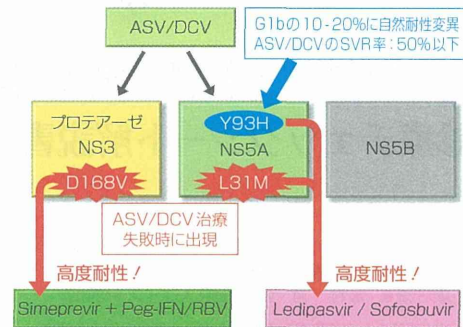 ASV/DCV
G1bの10-20%に自然耐性変異
ASV/DCVのSVR率:50%以下
プロテアーゼ
NS3
D168V
Y93H
NS5A
L31M
NS5B
ASV/DCV治療
失敗時に出現
高度耐性!
高度耐性!
Simeprevir + Peg-IFN/RBV
Ledipasvir / Sofosbuvir